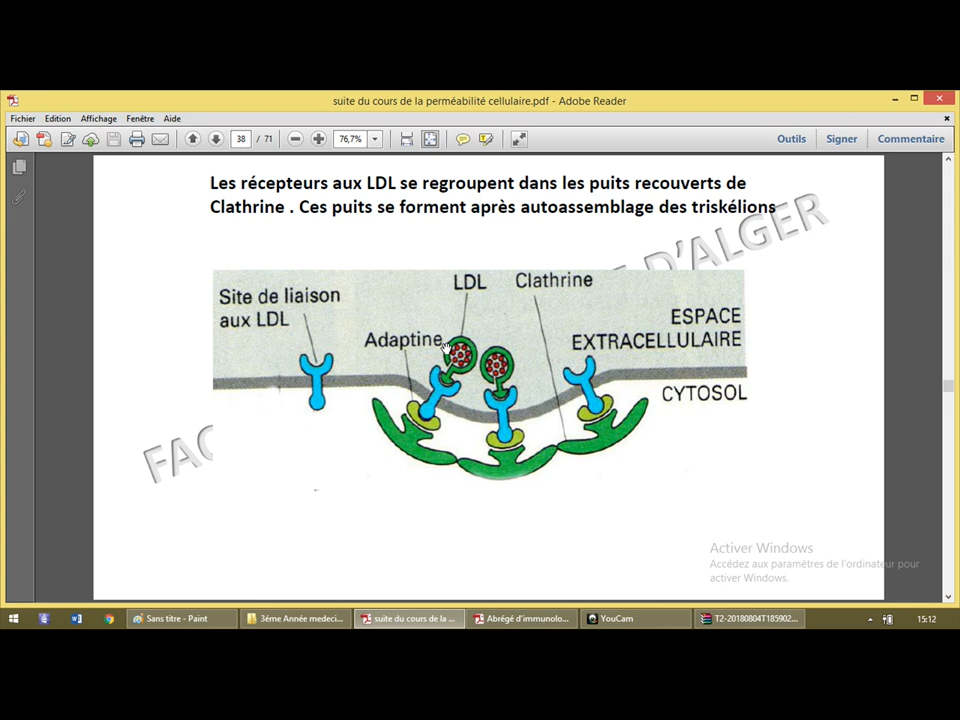 suite du cours de la perméabilité cellulaire.pdf - Adobe Reader
Fichier Edition Affichage Fenêtre Aide
38 / 71 76,7% Outils Signer Commentaire
Les récepteurs aux LDL se regroupent dans les puits recouverts de
Clathrine . Ces puits se forment après autoassemblage des triskélions
D'ALGER
LDL Clathrine
Site de liaison
aux LDL
ESPACE
EXTRACELLULAIRE
Adaptine
CYTOSOL
FAC
Activer Windows
Accédez aux paramètres de l'ordinateur pour
activer Windows.
Sans titre - Paint 3éme Année medeci... suite du cours de la ... Abrégé d'immunolo... YouCam T2-20180804T185902... 15:12